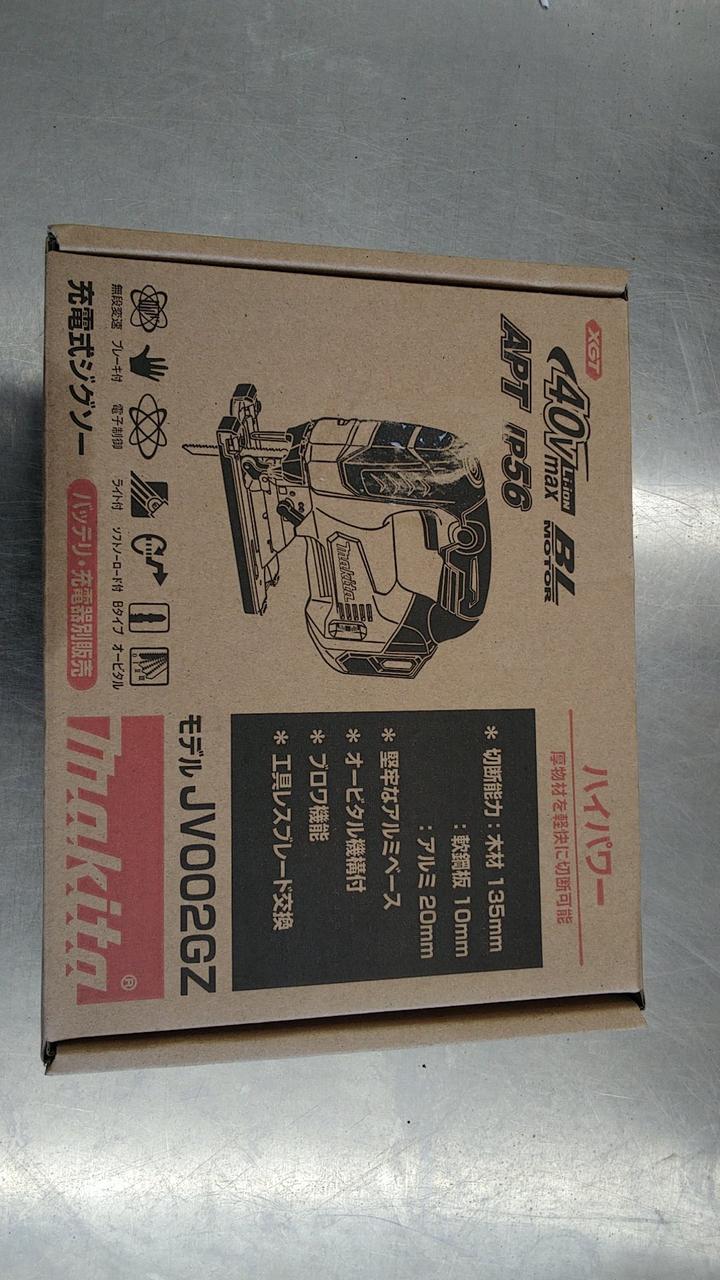 XGT
40Vmax Li-ion BL MOTOR
APT IP56
ハイパワー
厚物材を軽快に切断可能
makita
* 切断能力:木材 135mm
:軟鋼板 10mm
:アルミ 20mm
* 堅牢なアルミベース
* オービタル機構付
* ブロワ機能
* 工具レスブレード交換
無段変速 ブレーキ付 電子制御 ライト付 ソフトノーロード付 Bタイプ オービタル
充電式ジグソー
バッテリ・充電器別販売
モデル JV002GZ
makita®